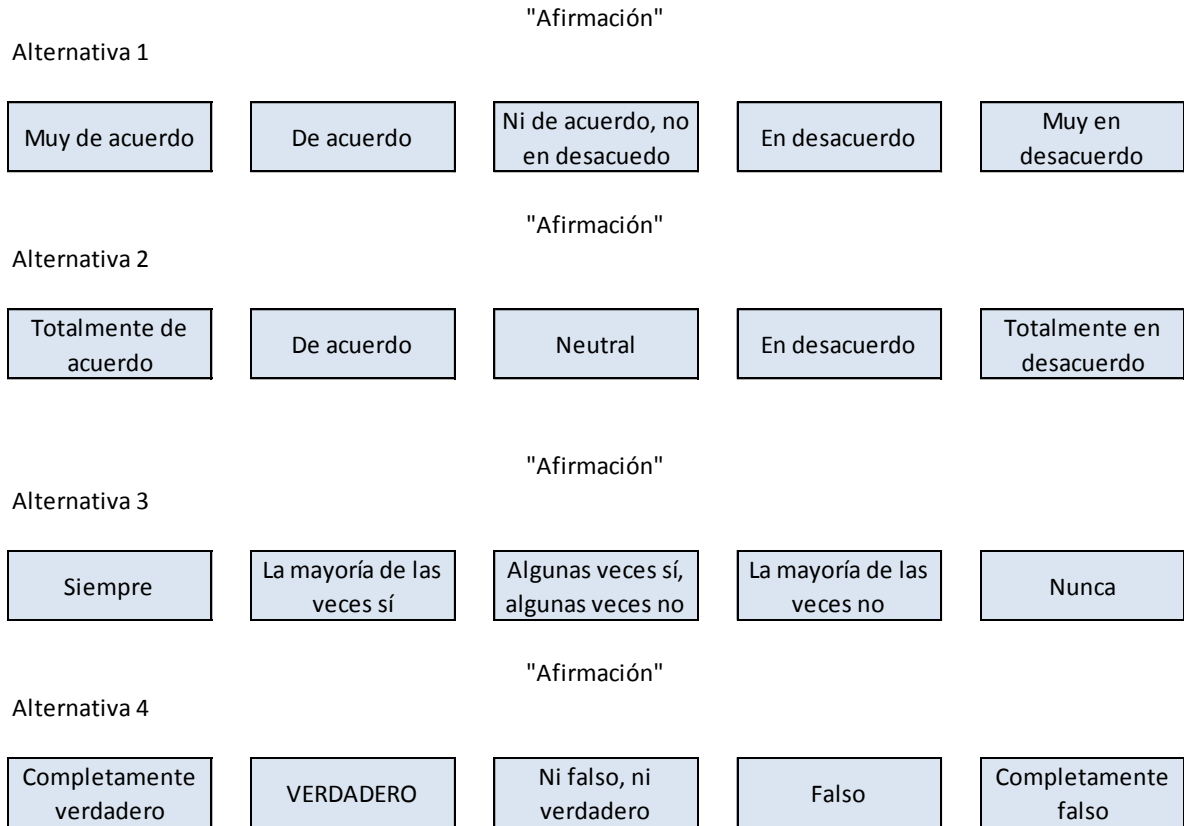 "Afirmación"
Alternativa 1
Muy de acuerdo
De acuerdo
Ni de acuerdo, no
en desacuedo
En desacuerdo
Muy en
desacuerdo
"Afirmación"
Alternativa 2
Totalmente de
acuerdo
De acuerdo
Neutral
En desacuerdo
Totalmente en
desacuerdo
"Afirmación"
Alternativa 3
Siempre
La mayoría de las
veces sí
Algunas veces sí,
algunas veces no
La mayoría de las
veces no
Nunca
"Afirmación"
Alternativa 4
Completamente
verdadero
VERDADERO
Ni falso, ni
verdadero
Falso
Completamente
falso